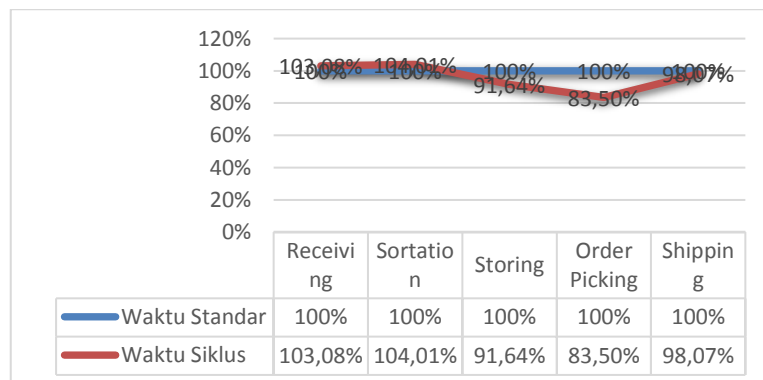 120%
100%
80%
60%
40%
20%
0%
103,08% 104,01%
100% 100% 100% 100% 100%
91,64% 83,50% 98,07%
Receivi
ng
Sortatio
n
Storing
Order
Picking
Shippin
g
Waktu Standar 100% 100% 100% 100% 100%
Waktu Siklus 103,08% 104,01% 91,64% 83,50% 98,07%